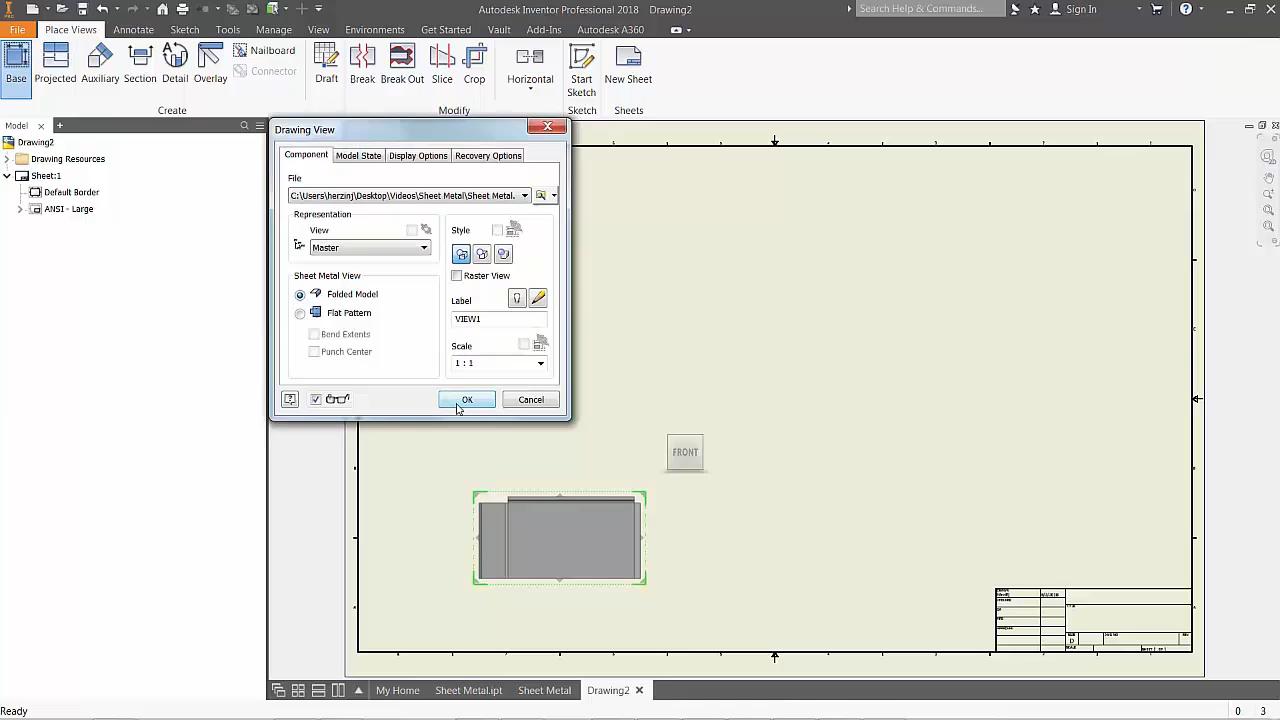 Autodesk Inventor Professional 2018 Drawing2
Search Help & Commands...
Sign In
File Place Views Annotate Sketch Tools Manage View Environments Get Started Vault Add-Ins Autodesk A360
PRO
Base
Projected
Auxiliary
Section
Detail
Overlay
Nailboard
Connector
Draft
Break
Break Out
Slice
Crop
Horizontal
Start
Sketch
New Sheet
Create
Modify
Sketch
Sheets
Model
Drawing2
Drawing Resources
Sheet:1
Default Border
ANSI - Large
Drawing View
Component Model State Display Options Recovery Options
File
C:\Users\herzinj\Desktop\Videos\Sheet Metal\Sheet Metal.
Representation
View
Master
Style
Raster View
Sheet Metal View
Folded Model
Flat Pattern
Bend Extents
Punch Center
Label
VIEW1
Scale
1 : 1
OK
Cancel
FRONT
My Home Sheet Metal.ipt Sheet Metal Drawing2
Ready
0 3